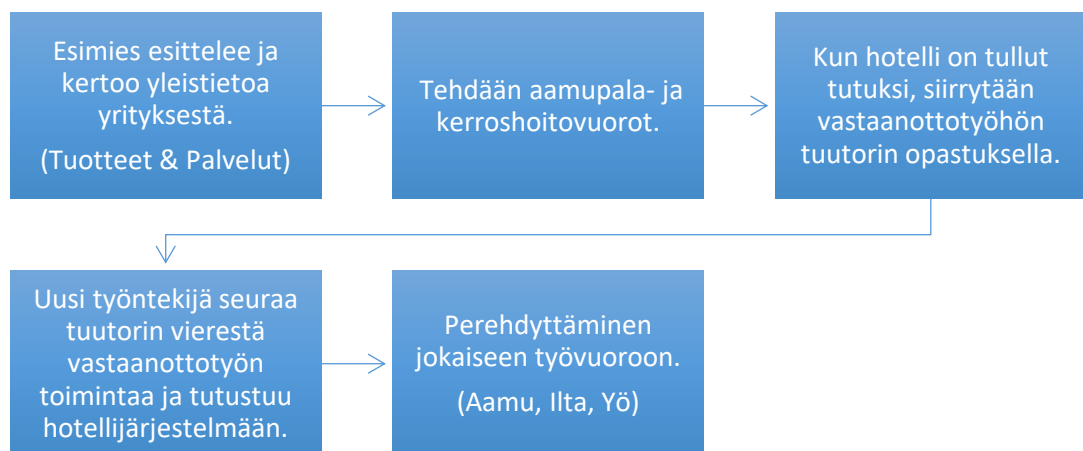 Esimies esittelee ja
kertoo yleistietoa
yrityksestä.
(Tuotteet & Palvelut)
Tehdään aamupala- ja
kerroshoitovuorot.
Kun hotelli on tullut
tutuksi, siirrytään
vastaanottotyöhön
tuutorin opastuksella.
Uusi työntekijä seuraa
tuutorin vierestä
vastaanottotyön
toimintaa ja tutustuu
hotellijärjestelmään.
Perehdyttäminen
jokaiseen työvuoroon.
(Aamu, Ilta, Yö)